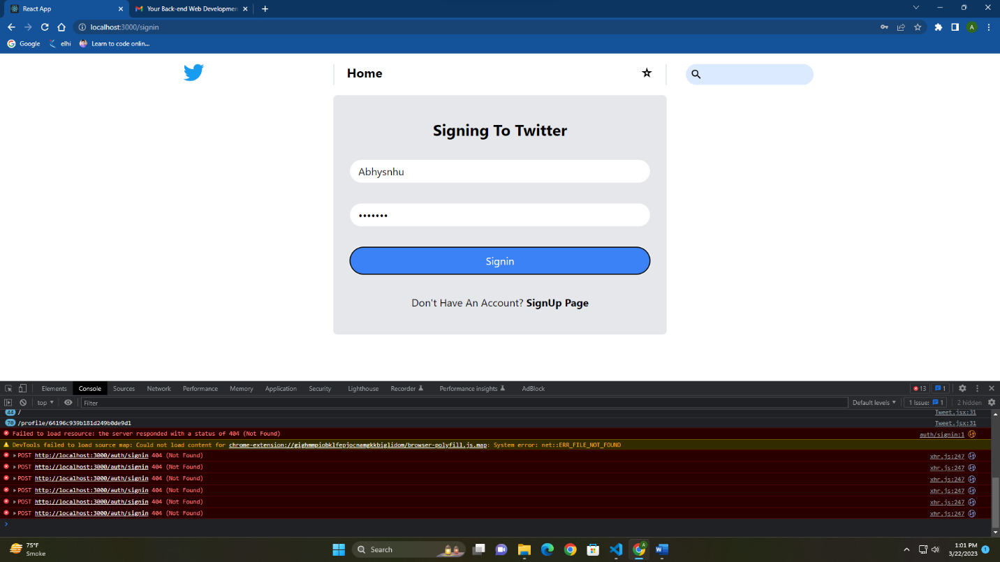 React App
Your Back-end Web Developmen
localhost:3000/signin
A
Google
elhi
Learn to code onlin...
Home
Signing To Twitter
Abhysnhu
•••••••
Signin
Don't Have An Account? SignUp Page
Elements Console Sources Network Performance Memory Application Security Lighthouse Recorder Performance insights AdBlock
13 1
top Filter Default levels 1 Issue: 1 2 hidden
44 / Tweet.jsx:31
78 /profile/64196c939b181d249b0de9d1 Tweet.jsx:31
Failed to load resource: the server responded with a status of 404 (Not Found) auth/signin:1
DevTools failed to load source map: Could not load content for chrome-extension://gighmmpiobklfepjocnamgkkbiglidom/browser-polyfill.js.map: System error: net::ERR_FILE_NOT_FOUND
POST http://localhost:3000/auth/signin 404 (Not Found) xhr.js:247
POST http://localhost:3000/auth/signin 404 (Not Found) xhr.js:247
POST http://localhost:3000/auth/signin 404 (Not Found) xhr.js:247
POST http://localhost:3000/auth/signin 404 (Not Found) xhr.js:247
POST http://localhost:3000/auth/signin 404 (Not Found) xhr.js:247
POST http://localhost:3000/auth/signin 404 (Not Found) xhr.js:247
75°F
Smoke
Search
1:01 PM
3/22/2023
1